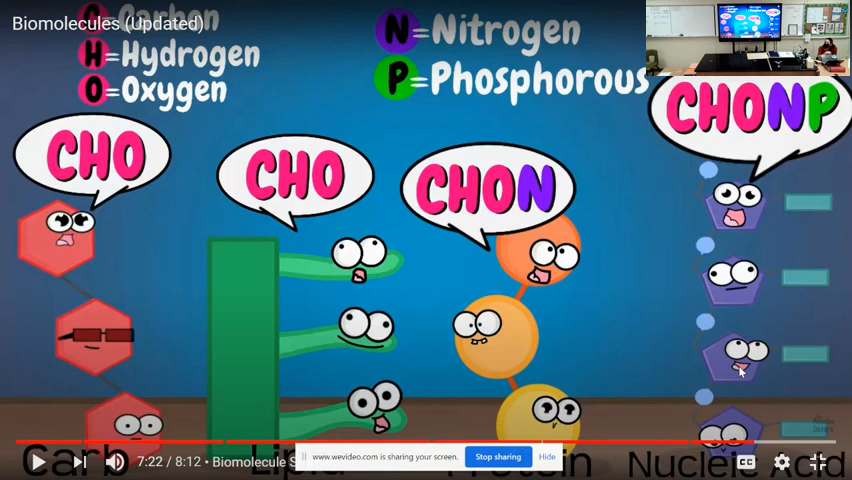 Biomolecules (Updated)
C=Carbon
H=Hydrogen
O=Oxygen
N=Nitrogen
P=Phosphorous
CHO
CHO
CHON
CHONP
Carb
Protein
Nucleic Acid
7:22 / 8:12 • Biomolecule S
www.wevideo.com is sharing your screen.
Stop sharing
Hide
CC